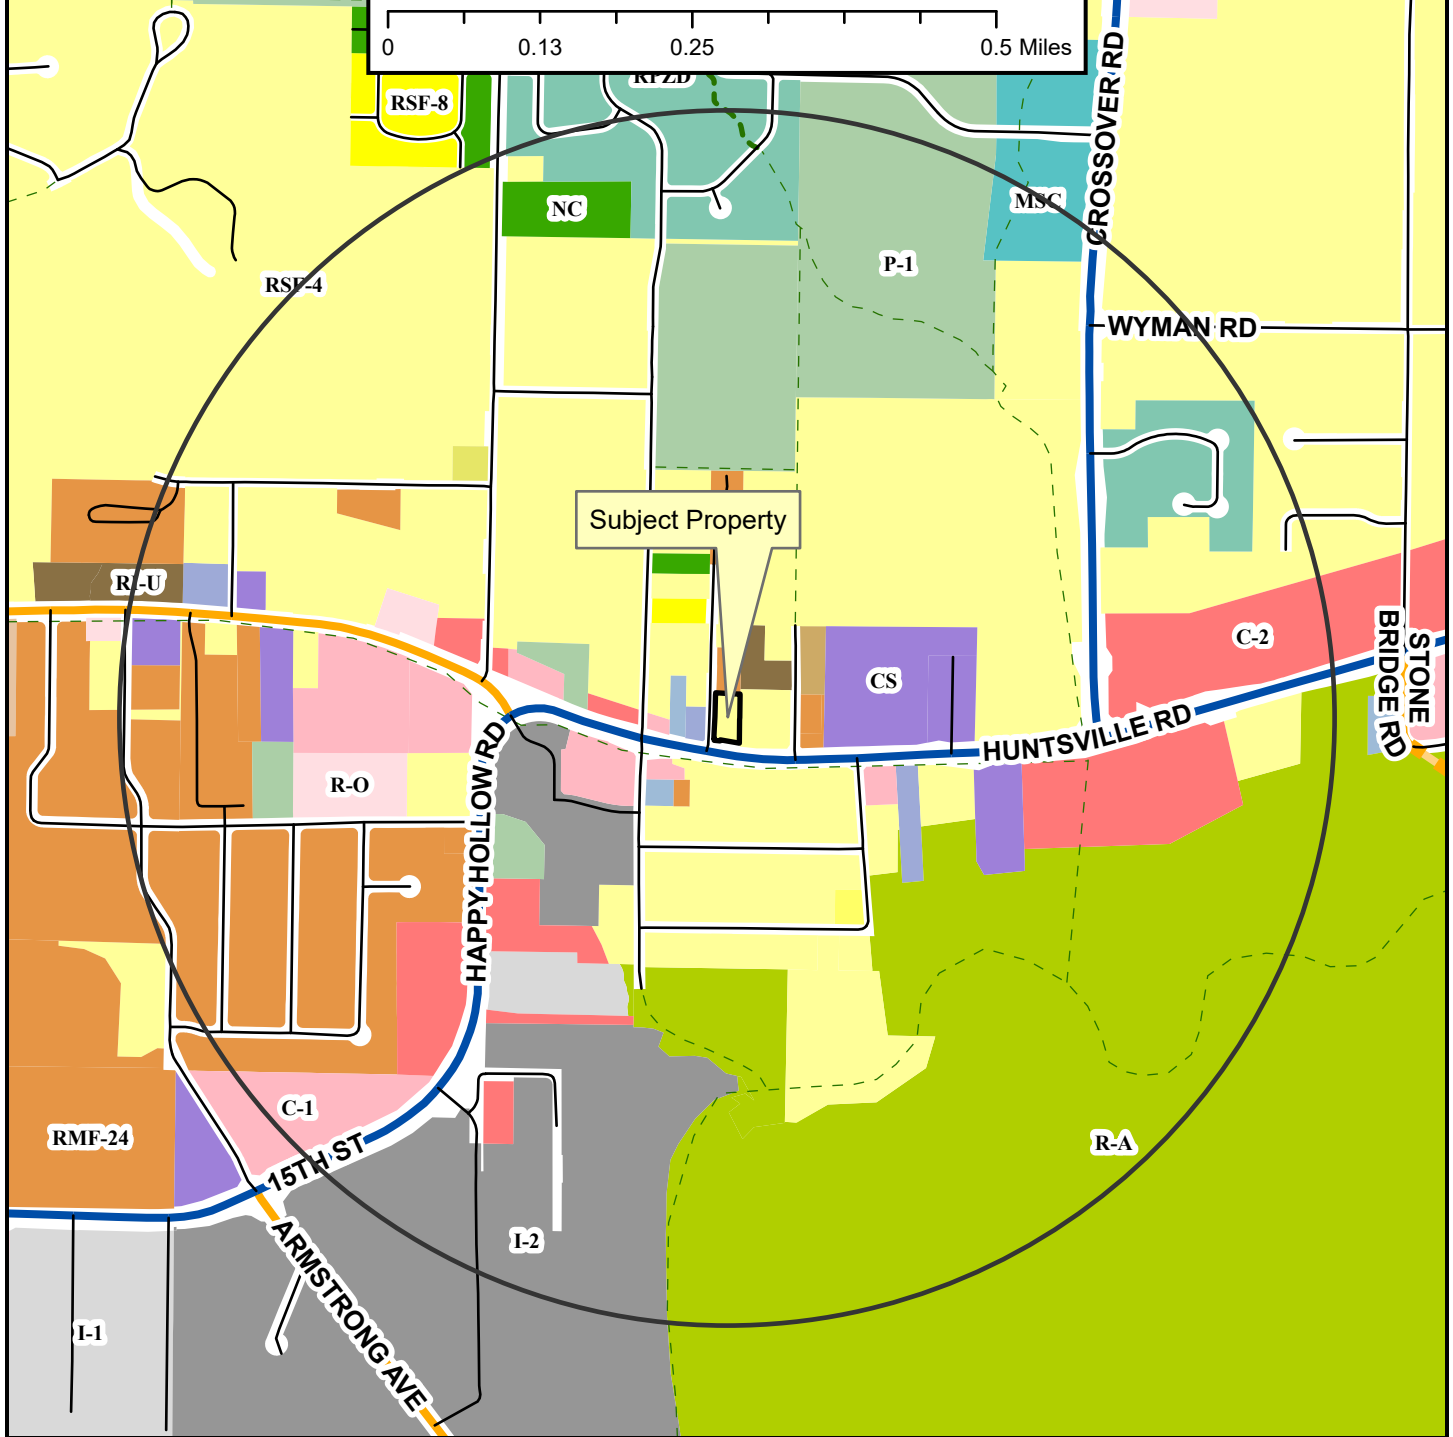 0 0.13 0.25 0.5 Miles
RPZD
RSF-8
CROSSOVER RD
NC
MSC
P-1
RSF-4
WYMAN RD
Subject Property
RI-U
C-2
STONE
BRIDGE RD
CS
HUNTSVILLE RD
R-O
HAPPY HOLLOW RD
C-1
RMF-24
15TH ST
R-A
I-2
ARMSTRONG AVE
I-1